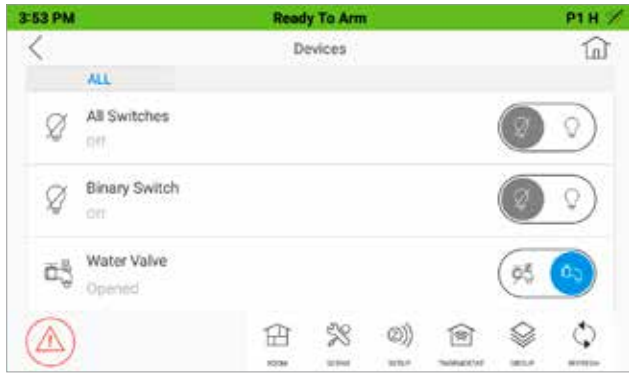 3:53 PM Ready To Arm P1 H
Devices
ALL
All Switches
Off
Binary Switch
Off
Water Valve
Opened
ROOM SCENE SETUP THERMOSTAT GROUP REFRESH